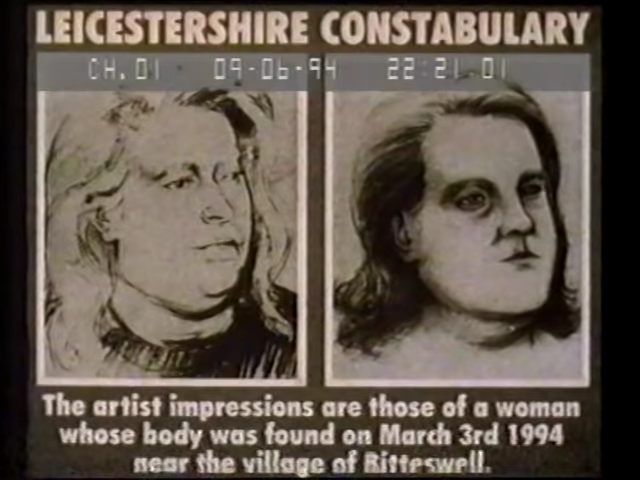 LEICESTERSHIRE CONSTABULARY
CH.01 09-06-94 22:21:01
The artist impressions are those of a woman
whose body was found on March 3rd 1994
near the village of Bitteswell.